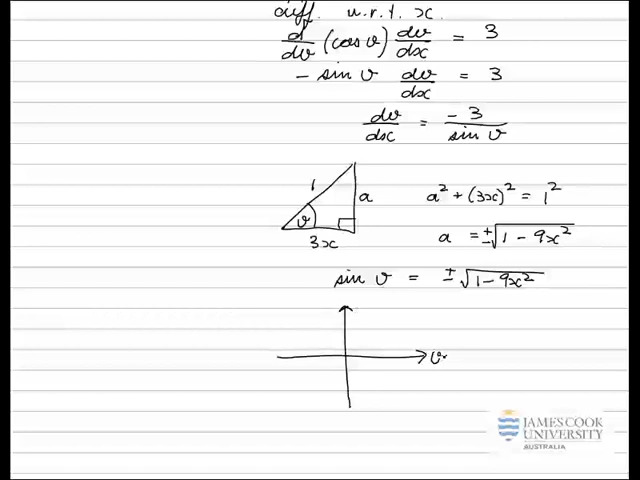 diff. w.r.t. x.
d/dv (cos v) dv/dx = 3
- sin v dv/dx = 3
dv/dx = -3/sin v
1
a
v
3x
a² + (3x)² = 1²
a = ±√1 - 9x²
sin v = ±√1 - 9x²
v
JAMES COOK
UNIVERSITY
AUSTRALIA